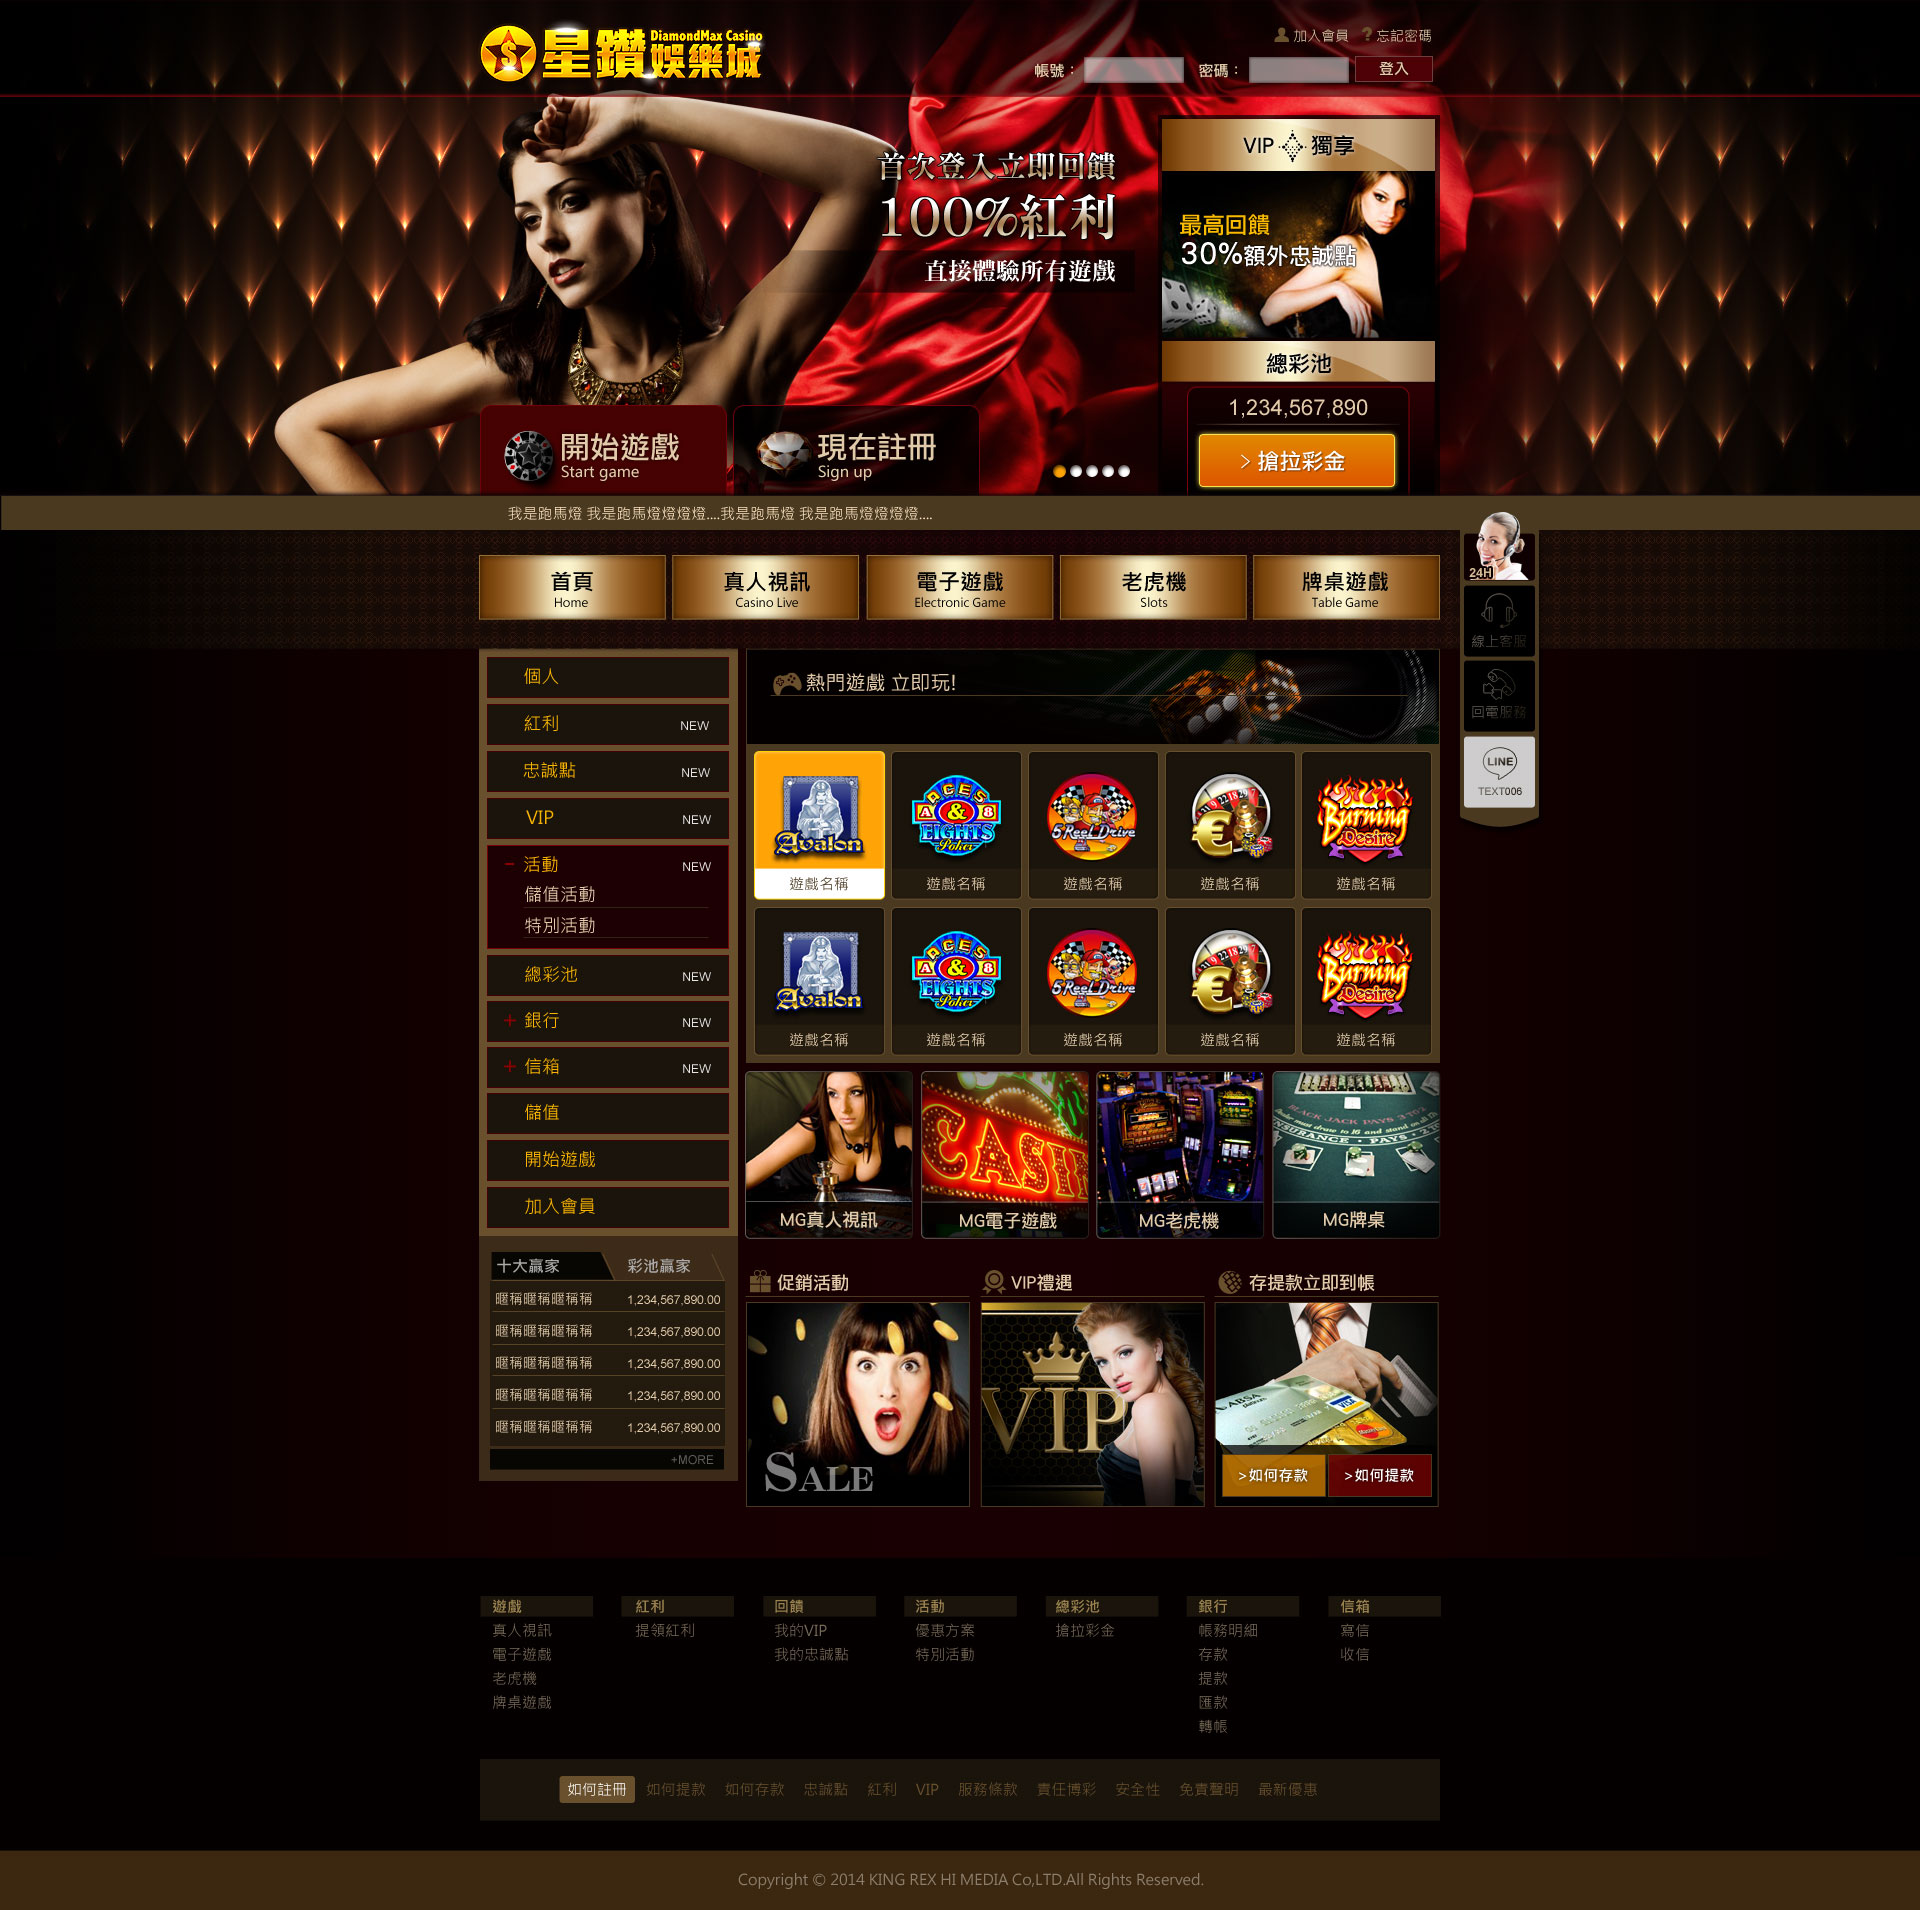 星鑽娛樂城 DiamondMax Casino
加入會員 ? 忘記密碼
帳號： 密碼： 登入
首次登入立即回饋
100%紅利
直接體驗所有遊戲
VIP 獨享
最高回饋
30%額外忠誠點
總彩池
1,234,567,890
> 搶拉彩金
開始遊戲
Start game
現在註冊
Sign up
我是跑馬燈 我是跑馬燈燈燈燈....我是跑馬燈 我是跑馬燈燈燈燈....
首頁
Home
真人視訊
Casino Live
電子遊戲
Electronic Game
老虎機
Slots
牌桌遊戲
Table Game
24H
線上客服
回電服務
LINE
TEXT006
個人
紅利 NEW
忠誠點 NEW
VIP NEW
− 活動 NEW
儲值活動
特別活動
總彩池 NEW
+ 銀行 NEW
+ 信箱 NEW
儲值
開始遊戲
加入會員
十大贏家 彩池贏家
暱稱暱稱暱稱稱 1,234,567,890.00
暱稱暱稱暱稱稱 1,234,567,890.00
暱稱暱稱暱稱稱 1,234,567,890.00
暱稱暱稱暱稱稱 1,234,567,890.00
暱稱暱稱暱稱稱 1,234,567,890.00
+MORE
熱門遊戲 立即玩!
Avalon
ACES & EIGHTS Poker
A 8
5 Reel Drive
Burning Desire
遊戲名稱 遊戲名稱 遊戲名稱 遊戲名稱 遊戲名稱
Avalon
ACES & EIGHTS Poker
A 8
5 Reel Drive
Burning Desire
遊戲名稱 遊戲名稱 遊戲名稱 遊戲名稱 遊戲名稱
CASIN
BLACK JACK PAYS 3 TO 2
INSURANCE PAYS
MG真人視訊 MG電子遊戲 MG老虎機 MG牌桌
促銷活動
SALE
VIP禮遇
VIP
存提款立即到帳
VISA
>如何存款 >如何提款
遊戲
真人視訊
電子遊戲
老虎機
牌桌遊戲
紅利
提領紅利
回饋
我的VIP
我的忠誠點
活動
優惠方案
特別活動
總彩池
搶拉彩金
銀行
帳務明細
存款
提款
匯款
轉帳
信箱
寫信
收信
如何註冊 如何提款 如何存款 忠誠點 紅利 VIP 服務條款 責任博彩 安全性 免責聲明 最新優惠
Copyright © 2014 KING REX HI MEDIA Co,LTD.All Rights Reserved.